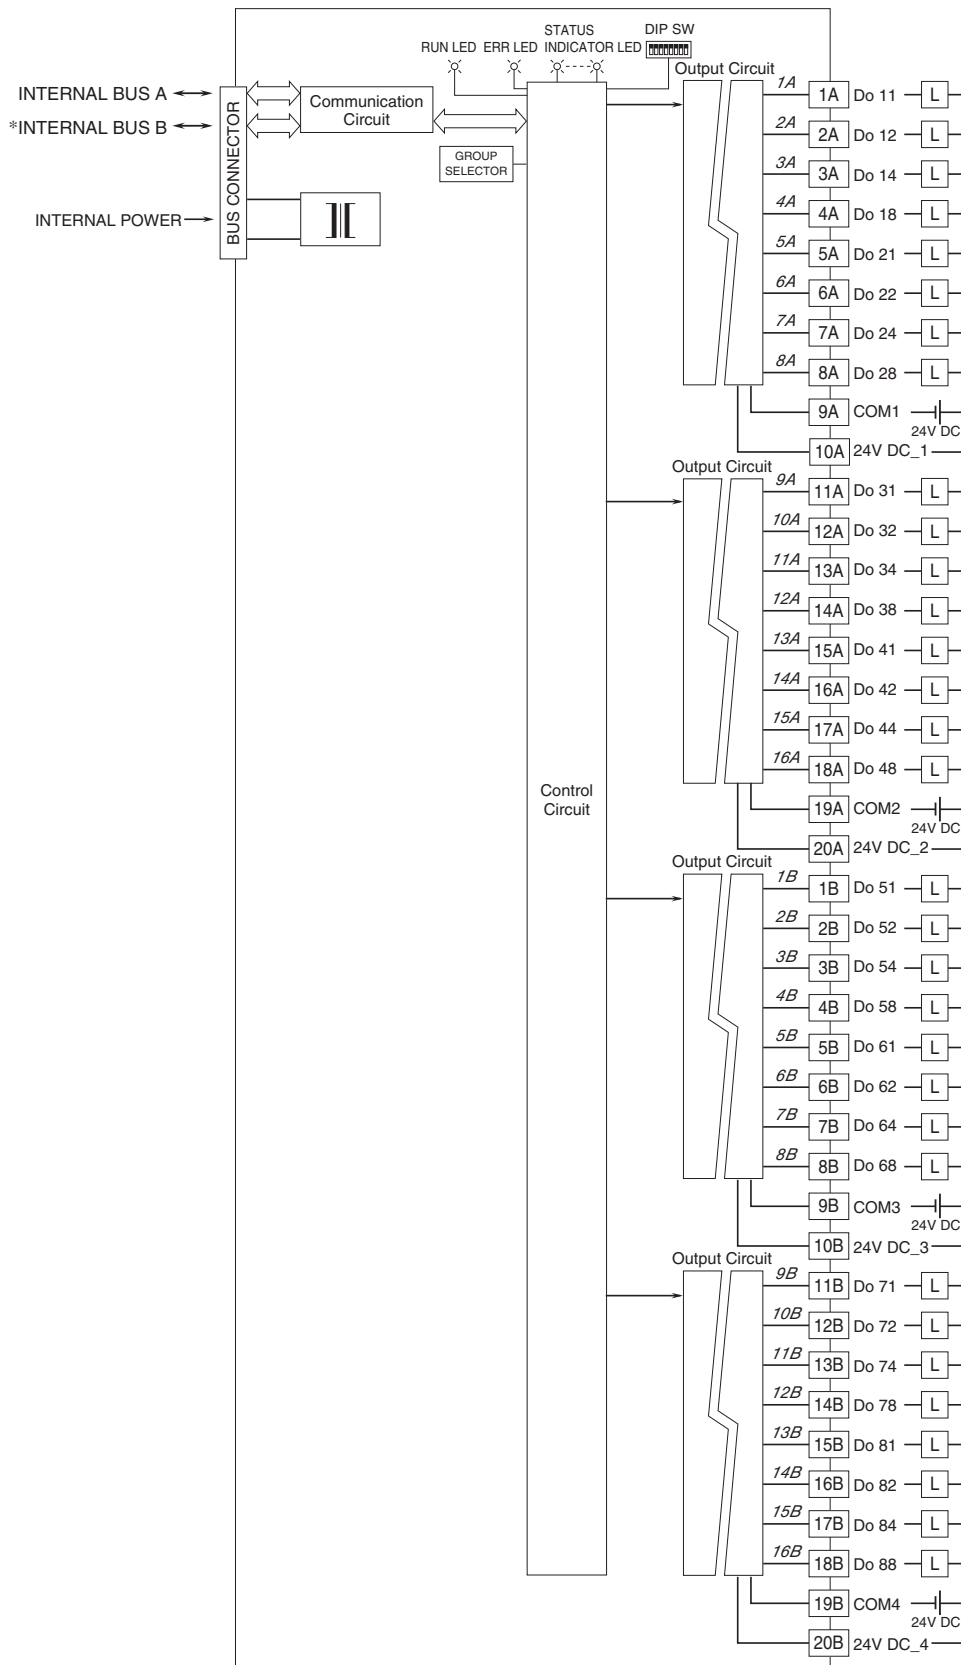 STATUS
DIP SW
RUN LED
ERR LED
INDICATOR LED
INTERNAL BUS A
*INTERNAL BUS B
INTERNAL POWER
BUS CONNECTOR
Communication
Circuit
GROUP
SELECTOR
Control
Circuit
Output Circuit
1A 1A Do 11 L
2A 2A Do 12 L
3A 3A Do 14 L
4A 4A Do 18 L
5A 5A Do 21 L
6A 6A Do 22 L
7A 7A Do 24 L
8A 8A Do 28 L
9A COM1
24V DC
10A 24V DC_1
Output Circuit
9A 11A Do 31 L
10A 12A Do 32 L
11A 13A Do 34 L
12A 14A Do 38 L
13A 15A Do 41 L
14A 16A Do 42 L
15A 17A Do 44 L
16A 18A Do 48 L
19A COM2
24V DC
20A 24V DC_2
Output Circuit
1B 1B Do 51 L
2B 2B Do 52 L
3B 3B Do 54 L
4B 4B Do 58 L
5B 5B Do 61 L
6B 6B Do 62 L
7B 7B Do 64 L
8B 8B Do 68 L
9B COM3
24V DC
10B 24V DC_3
Output Circuit
9B 11B Do 71 L
10B 12B Do 72 L
11B 13B Do 74 L
12B 14B Do 78 L
13B 15B Do 81 L
14B 16B Do 82 L
15B 17B Do 84 L
16B 18B Do 88 L
19B COM4
24V DC
20B 24V DC_4